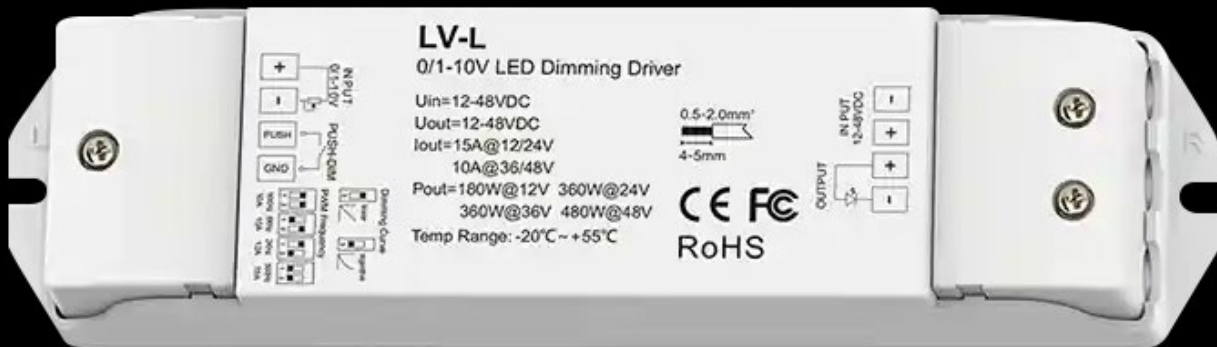 LV-L
0/1-10V LED Dimming Driver
Uin=12-48VDC
Uout=12-48VDC
Iout=15A@12/24V
10A@36/48V
Pout=180W@12V 360W@24V
360W@36V 480W@48V
Temp Range: -20℃~+55℃
+
-
INPUT
0/1-10V
PUSH
GND
PUSH-DIM
PWM Frequency
Dimming Curve
0.5-2.0mm²
4-5mm
CE FC
RoHS
-
+
+
-
IN PUT
12-48VDC
OUTPUT